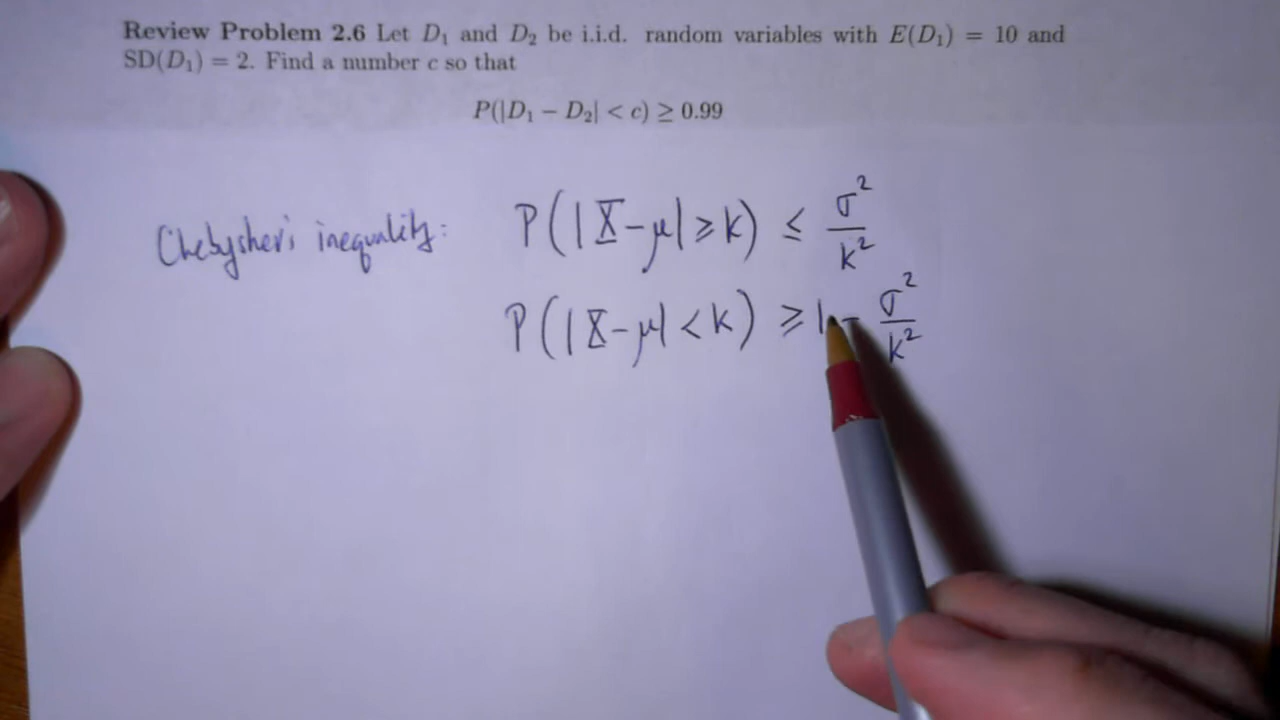 Review Problem 2.6 Let D₁ and D₂ be i.i.d. random variables with E(D₁) = 10 and
SD(D₁) = 2. Find a number c so that
P(|D₁ − D₂| < c) ≥ 0.99
Chebyshev's inequality: P(|X−μ| ≥ k) ≤ σ²/k²
P(|X−μ| < k) ≥ 1 − σ²/k²